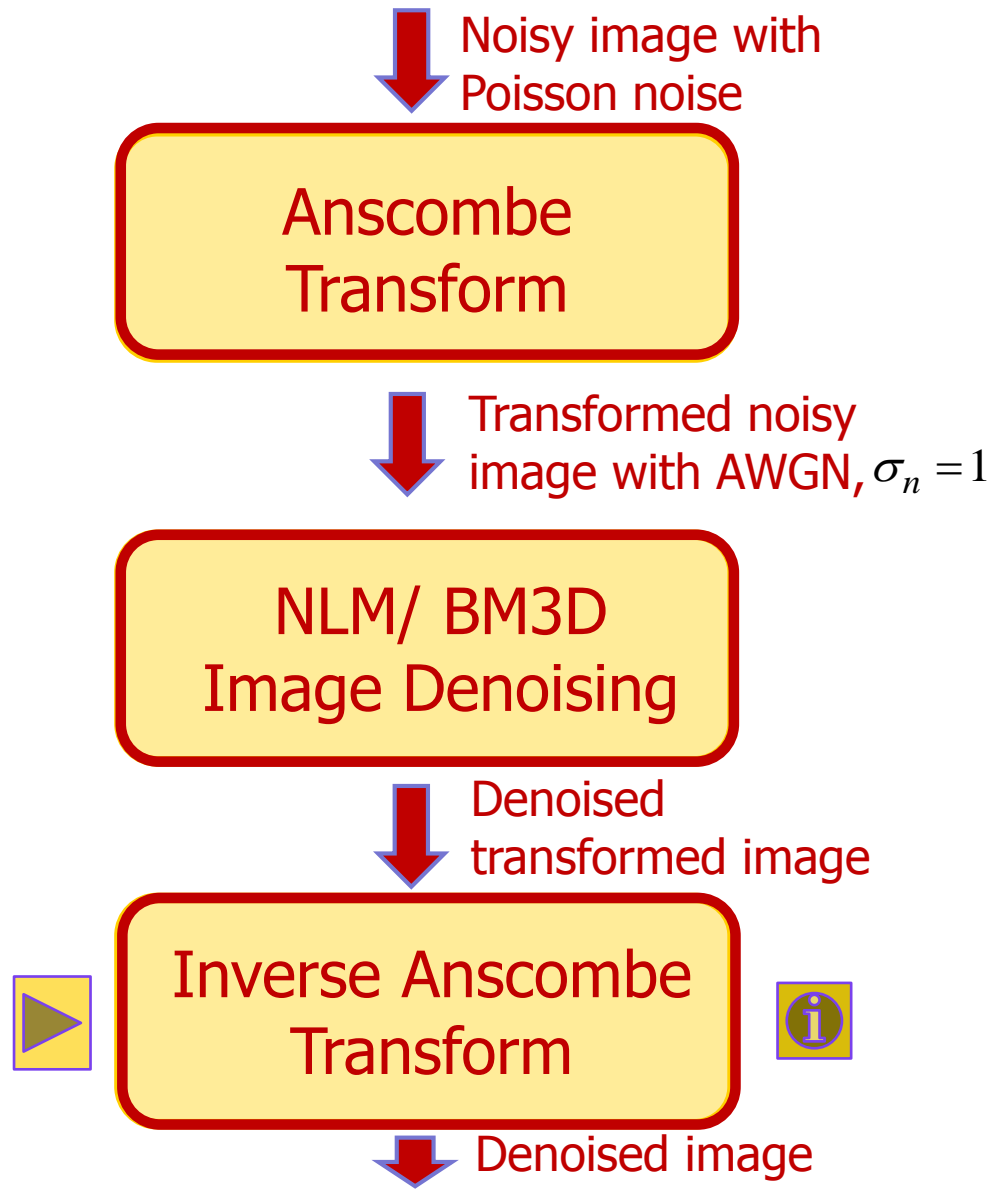 Noisy image with
Poisson noise
Anscombe
Transform
Transformed noisy
image with AWGN, σₙ = 1
NLM/ BM3D
Image Denoising
Denoised
transformed image
Inverse Anscombe
Transform
i
Denoised image